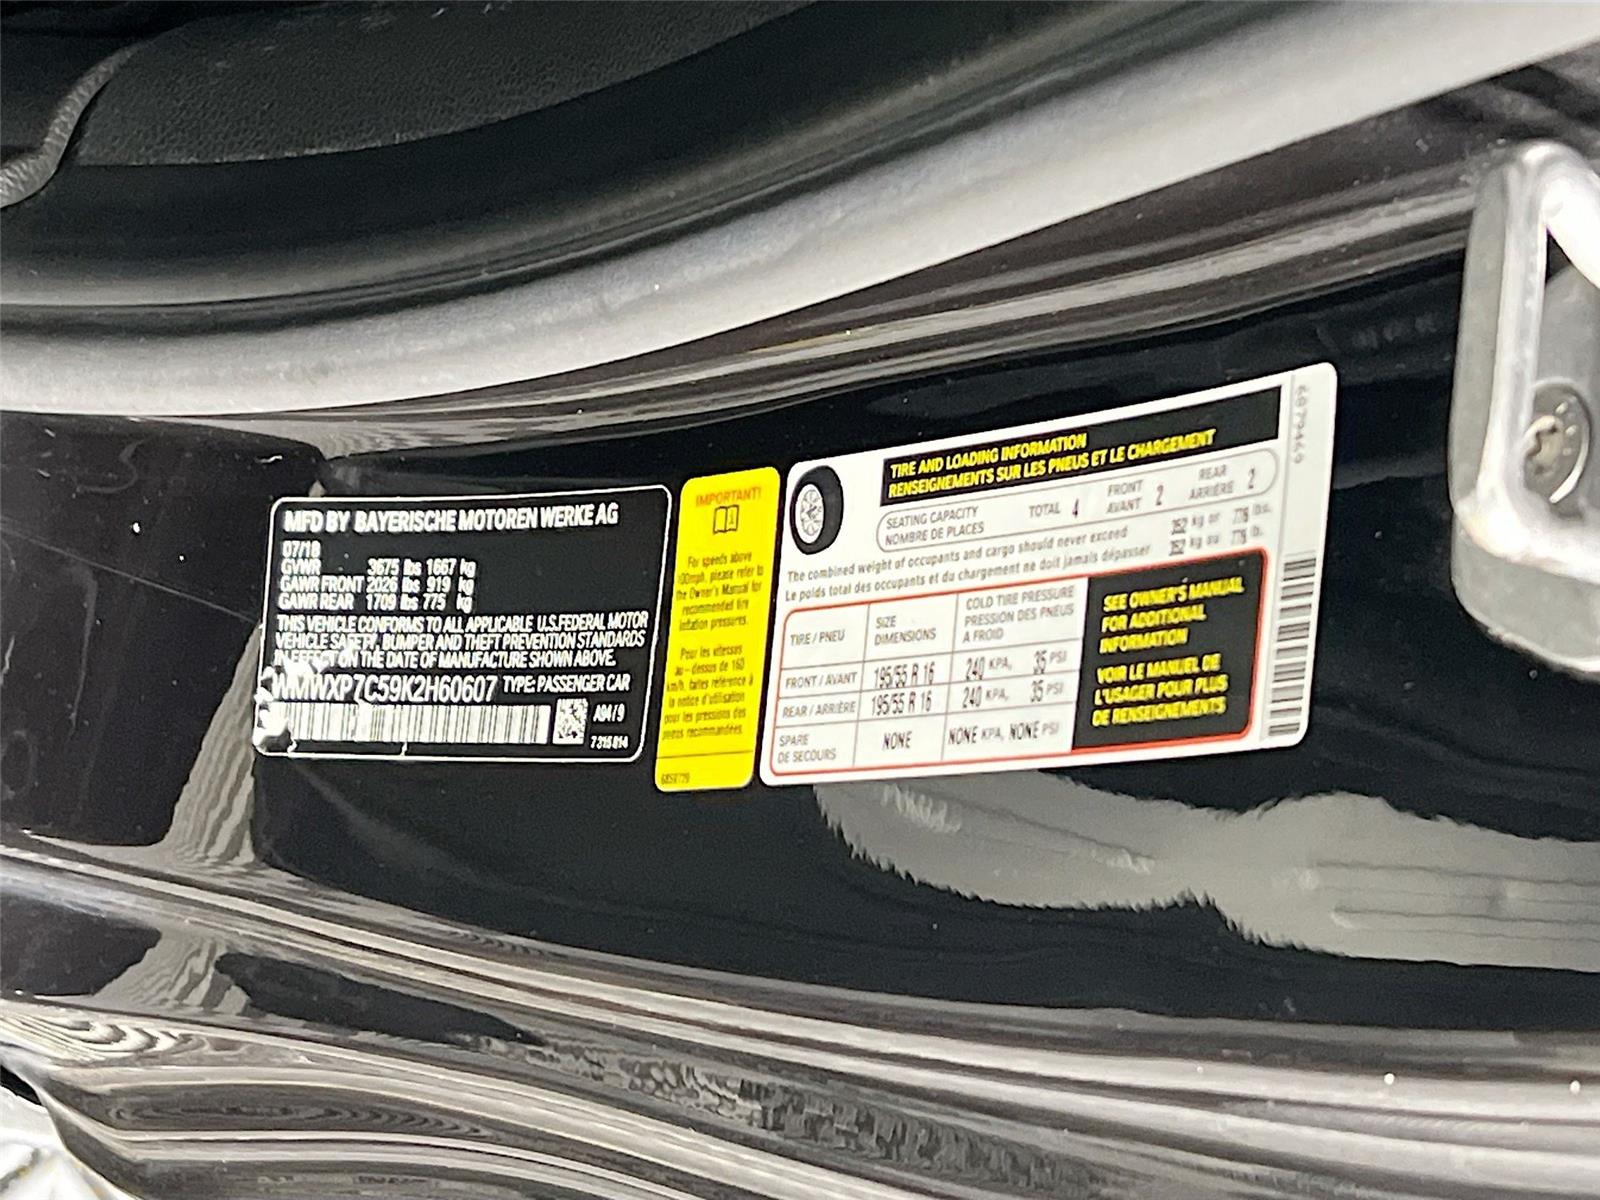 MFD BY BAYERISCHE MOTOREN WERKE AG
07/18
GVWR 3675 lbs 1667 kg
GAWR FRONT 2026 lbs 919 kg
GAWR REAR 1709 lbs 775 kg
THIS VEHICLE CONFORMS TO ALL APPLICABLE U.S.FEDERAL MOTOR
VEHICLE SAFETY, BUMPER AND THEFT PREVENTION STANDARDS
IN EFFECT ON THE DATE OF MANUFACTURE SHOWN ABOVE.
WMWXP7C59K2H60607 TYPE: PASSENGER CAR
A94/9
7315814
IMPORTANT!
For speeds above
100mph, please refer to
the Owner's Manual for
recommended tire
inflation pressures.
Pour les vitesses
au-dessus de 160
km/h, faites référence à
la notice d'utilisation
pour les pressions des
pneus recommandées.
TIRE AND LOADING INFORMATION
RENSEIGNEMENTS SUR LES PNEUS ET LE CHARGEMENT
SEATING CAPACITY
NOMBRE DE PLACES
TOTAL 4
FRONT
AVANT 2
REAR
ARRIÈRE 2
The combined weight of occupants and cargo should never exceed 352 kg or 776 lbs.
Le poids total des occupants et du chargement ne doit jamais dépasser 352 kg ou 776 lb.
TIRE / PNEU
SIZE
DIMENSIONS
COLD TIRE PRESSURE
PRESSION DES PNEUS
A FROID
FRONT / AVANT 195/55 R 16 240 KPA, 35 PSI
REAR / ARRIÈRE 195/55 R 16 240 KPA, 35 PSI
SPARE
DE SECOURS
NONE NONE KPA, NONE PSI
SEE OWNER'S MANUAL
FOR ADDITIONAL
INFORMATION
VOIR LE MANUEL DE
L'USAGER POUR PLUS
DE RENSEIGNEMENTS